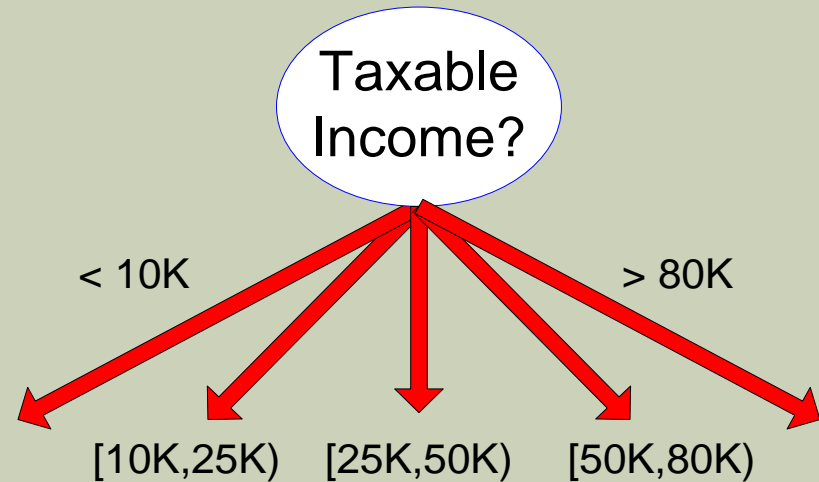 Taxable
Income?
< 10K
> 80K
[10K,25K)
[25K,50K)
[50K,80K)